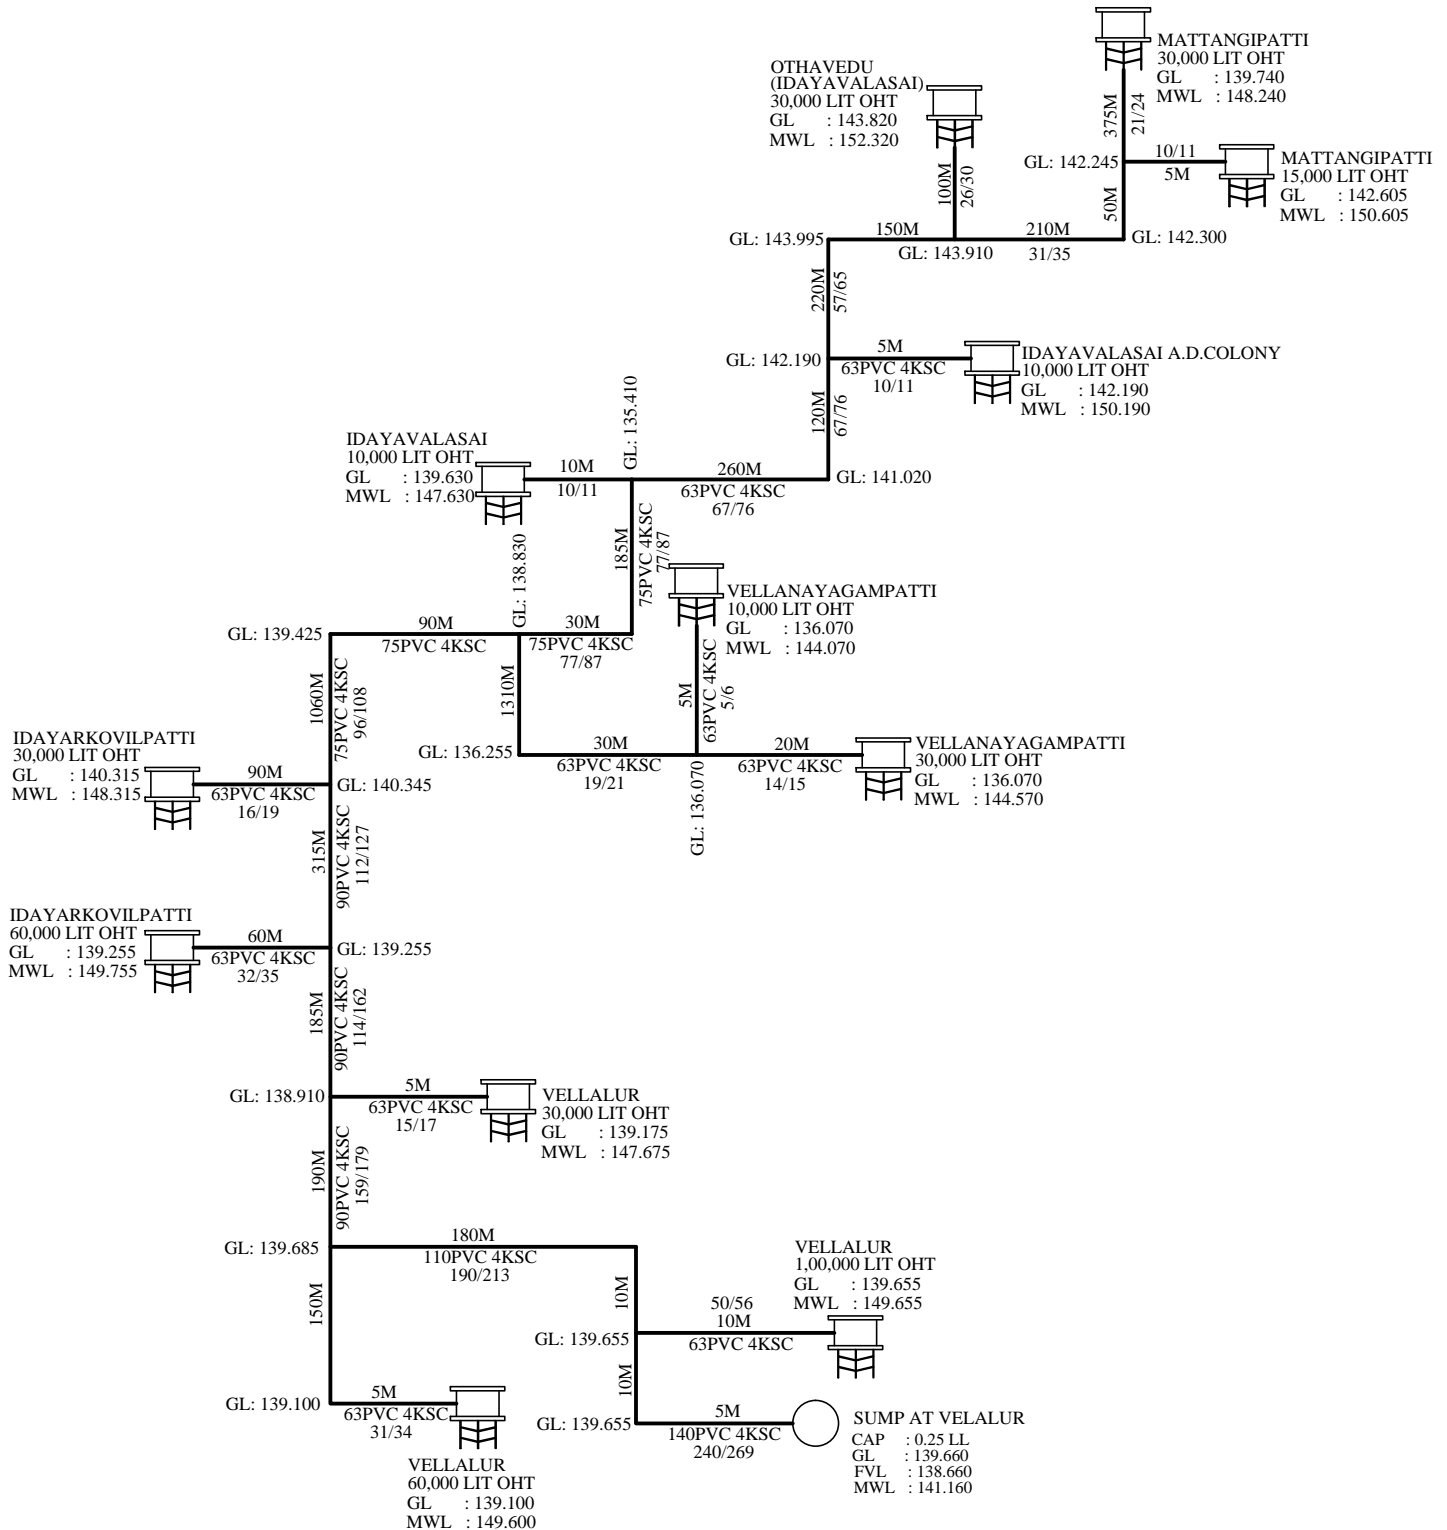 MATTANGIPATTI
30,000 LIT OHT
GL : 139.740
MWL : 148.240
375M
21/24
OTHAVEDU
(IDAYAVALASAI)
30,000 LIT OHT
GL : 143.820
MWL : 152.320
100M
26/30
GL: 142.245
10/11
5M
MATTANGIPATTI
15,000 LIT OHT
GL : 142.605
MWL : 150.605
50M
GL: 143.995
150M
GL: 143.910
210M
31/35
GL: 142.300
220M
57/65
GL: 142.190
5M
63PVC 4KSC
10/11
IDAYAVALASAI A.D.COLONY
10,000 LIT OHT
GL : 142.190
MWL : 150.190
120M
67/76
GL: 135.410
IDAYAVALASAI
10,000 LIT OHT
GL : 139.630
MWL : 147.630
10M
10/11
260M
63PVC 4KSC
67/76
GL: 141.020
GL: 138.830
185M
75PVC 4KSC
77/87
VELLANAYAGAMPATTI
10,000 LIT OHT
GL : 136.070
MWL : 144.070
GL: 139.425
90M
75PVC 4KSC
30M
75PVC 4KSC
77/87
1060M
75PVC 4KSC
96/108
1310M
5M
63PVC 4KSC
5/6
IDAYARKOVILPATTI
30,000 LIT OHT
GL : 140.315
MWL : 148.315
90M
63PVC 4KSC
16/19
GL: 140.345
GL: 136.255
30M
63PVC 4KSC
19/21
GL: 136.070
20M
63PVC 4KSC
14/15
VELLANAYAGAMPATTI
30,000 LIT OHT
GL : 136.070
MWL : 144.570
315M
90PVC 4KSC
112/127
IDAYARKOVILPATTI
60,000 LIT OHT
GL : 139.255
MWL : 149.755
60M
63PVC 4KSC
32/35
GL: 139.255
185M
90PVC 4KSC
114/162
GL: 138.910
5M
63PVC 4KSC
15/17
VELLALUR
30,000 LIT OHT
GL : 139.175
MWL : 147.675
190M
90PVC 4KSC
159/179
GL: 139.685
180M
110PVC 4KSC
190/213
VELLALUR
1,00,000 LIT OHT
GL : 139.655
MWL : 149.655
150M
10M
50/56
10M
63PVC 4KSC
GL: 139.655
10M
GL: 139.100
5M
63PVC 4KSC
31/34
VELLALUR
60,000 LIT OHT
GL : 139.100
MWL : 149.600
GL: 139.655
5M
140PVC 4KSC
240/269
SUMP AT VELALUR
CAP : 0.25 LL
GL : 139.660
FVL : 138.660
MWL : 141.160